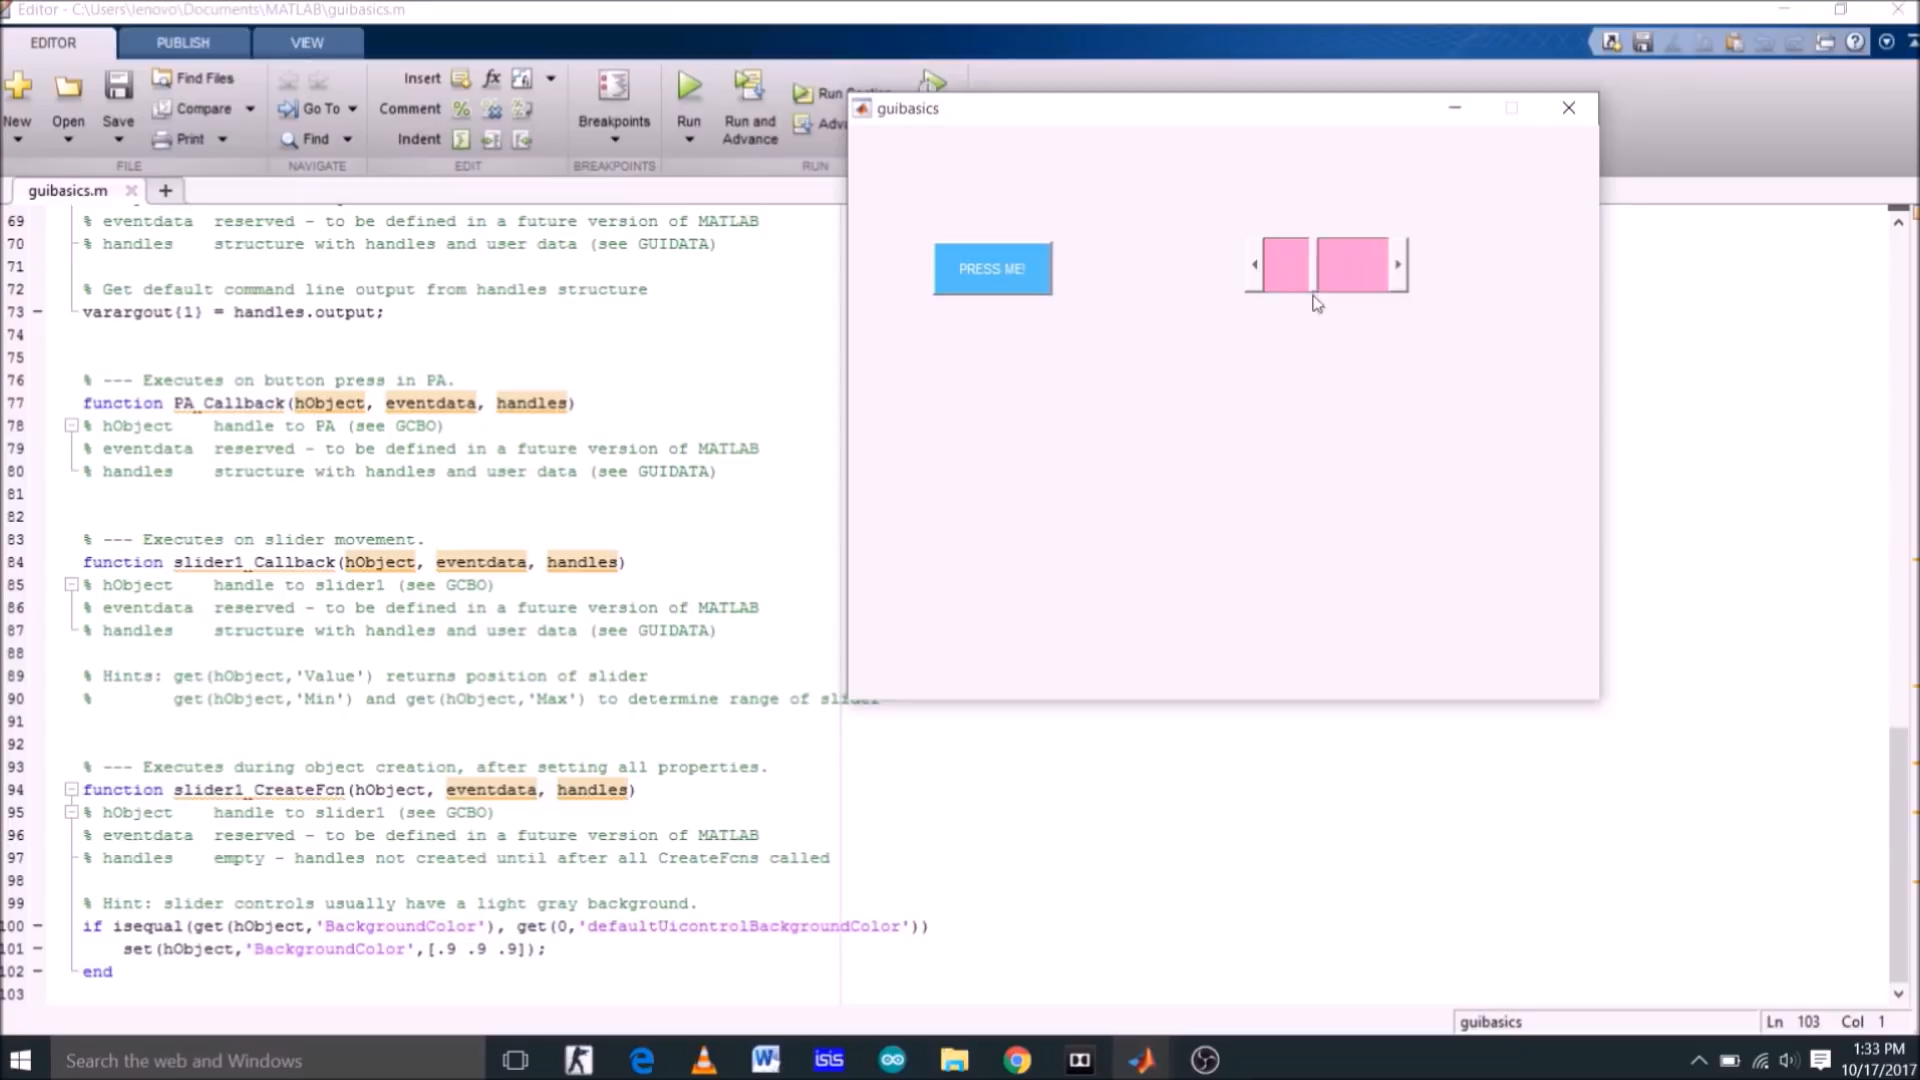 Editor - C:\Users\lenovo\Documents\MATLAB\guibasics.m
EDITOR PUBLISH VIEW
New
Open
Save
Find Files
Compare
Print
FILE
Go To
Find
NAVIGATE
Insert fx
Comment
Indent
EDIT
Breakpoints
BREAKPOINTS
Run
Run and
Advance
Run
RUN
guibasics
guibasics.m
PRESS ME!
69 % eventdata reserved - to be defined in a future version of MATLAB
70 % handles structure with handles and user data (see GUIDATA)
71
72 % Get default command line output from handles structure
73 varargout{1} = handles.output;
74
75
76 % --- Executes on button press in PA.
77 function PA_Callback(hObject, eventdata, handles)
78 % hObject handle to PA (see GCBO)
79 % eventdata reserved - to be defined in a future version of MATLAB
80 % handles structure with handles and user data (see GUIDATA)
81
82
83 % --- Executes on slider movement.
84 function slider1_Callback(hObject, eventdata, handles)
85 % hObject handle to slider1 (see GCBO)
86 % eventdata reserved - to be defined in a future version of MATLAB
87 % handles structure with handles and user data (see GUIDATA)
88
89 % Hints: get(hObject,'Value') returns position of slider
90 % get(hObject,'Min') and get(hObject,'Max') to determine range of slider
91
92
93 % --- Executes during object creation, after setting all properties.
94 function slider1_CreateFcn(hObject, eventdata, handles)
95 % hObject handle to slider1 (see GCBO)
96 % eventdata reserved - to be defined in a future version of MATLAB
97 % handles empty - handles not created until after all CreateFcns called
98
99 % Hint: slider controls usually have a light gray background.
100 if isequal(get(hObject,'BackgroundColor'), get(0,'defaultUicontrolBackgroundColor'))
101 set(hObject,'BackgroundColor',[.9 .9 .9]);
102 end
103
guibasics Ln 103 Col 1
Search the web and Windows
isis
1:33 PM
10/17/2017